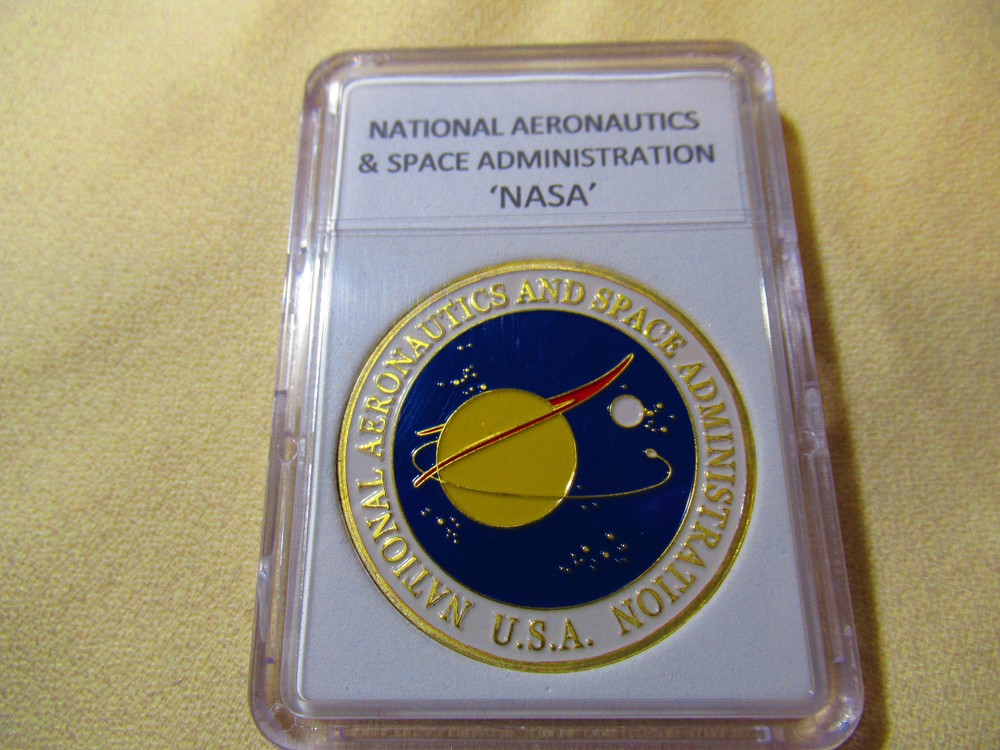 NATIONAL AERONAUTICS
& SPACE ADMINISTRATION
‘NASA’
NATIONAL AERONAUTICS AND SPACE ADMINISTRATION
U.S.A.